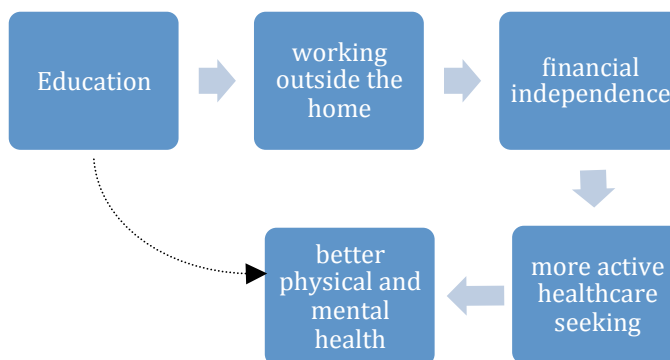 Education
working
outside the
home
financial
independence
more active
healthcare
seeking
better
physical and
mental
health